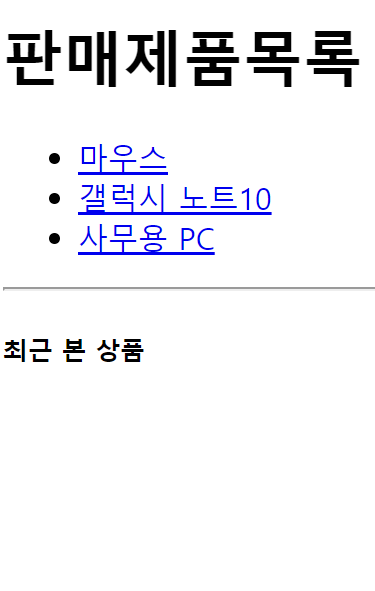 판매제품목록
마우스
갤럭시 노트10
사무용 PC
최근 본 상품